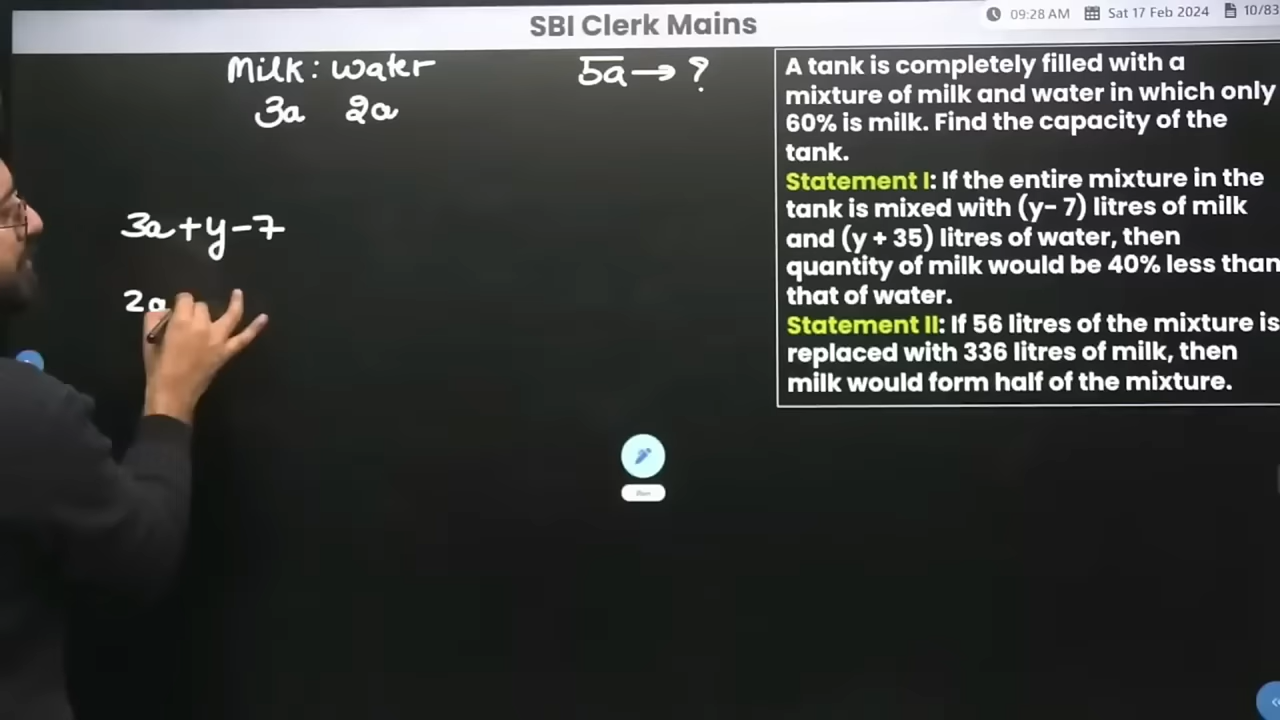 SBI Clerk Mains
09:28 AM Sat 17 Feb 2024 10/83
Milk : water
3a 2a
5a → ?
3a + y - 7
2a
A tank is completely filled with a
mixture of milk and water in which only
60% is milk. Find the capacity of the
tank.
Statement I: If the entire mixture in the
tank is mixed with (y- 7) litres of milk
and (y + 35) litres of water, then
quantity of milk would be 40% less than
that of water.
Statement II: If 56 litres of the mixture is
replaced with 336 litres of milk, then
milk would form half of the mixture.